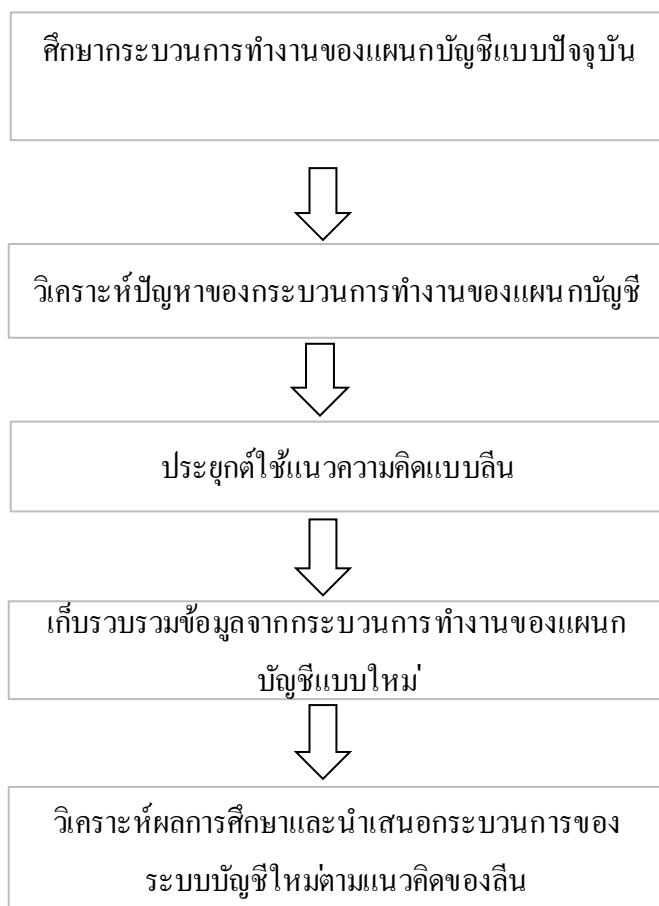 ศึกษากระบวนการทำงานของแผนกบัญชีแบบปัจจุบัน
วิเคราะห์ปัญหาของกระบวนการทำงานของแผนกบัญชี
ประยุกต์ใช้แนวความคิดแบบลีน
เก็บรวบรวมข้อมูลจากกระบวนการทำงานของแผนก
บัญชีแบบใหม่
วิเคราะห์ผลการศึกษาและนำเสนอกระบวนการของ
ระบบบัญชีใหม่ตามแนวคิดของลีน